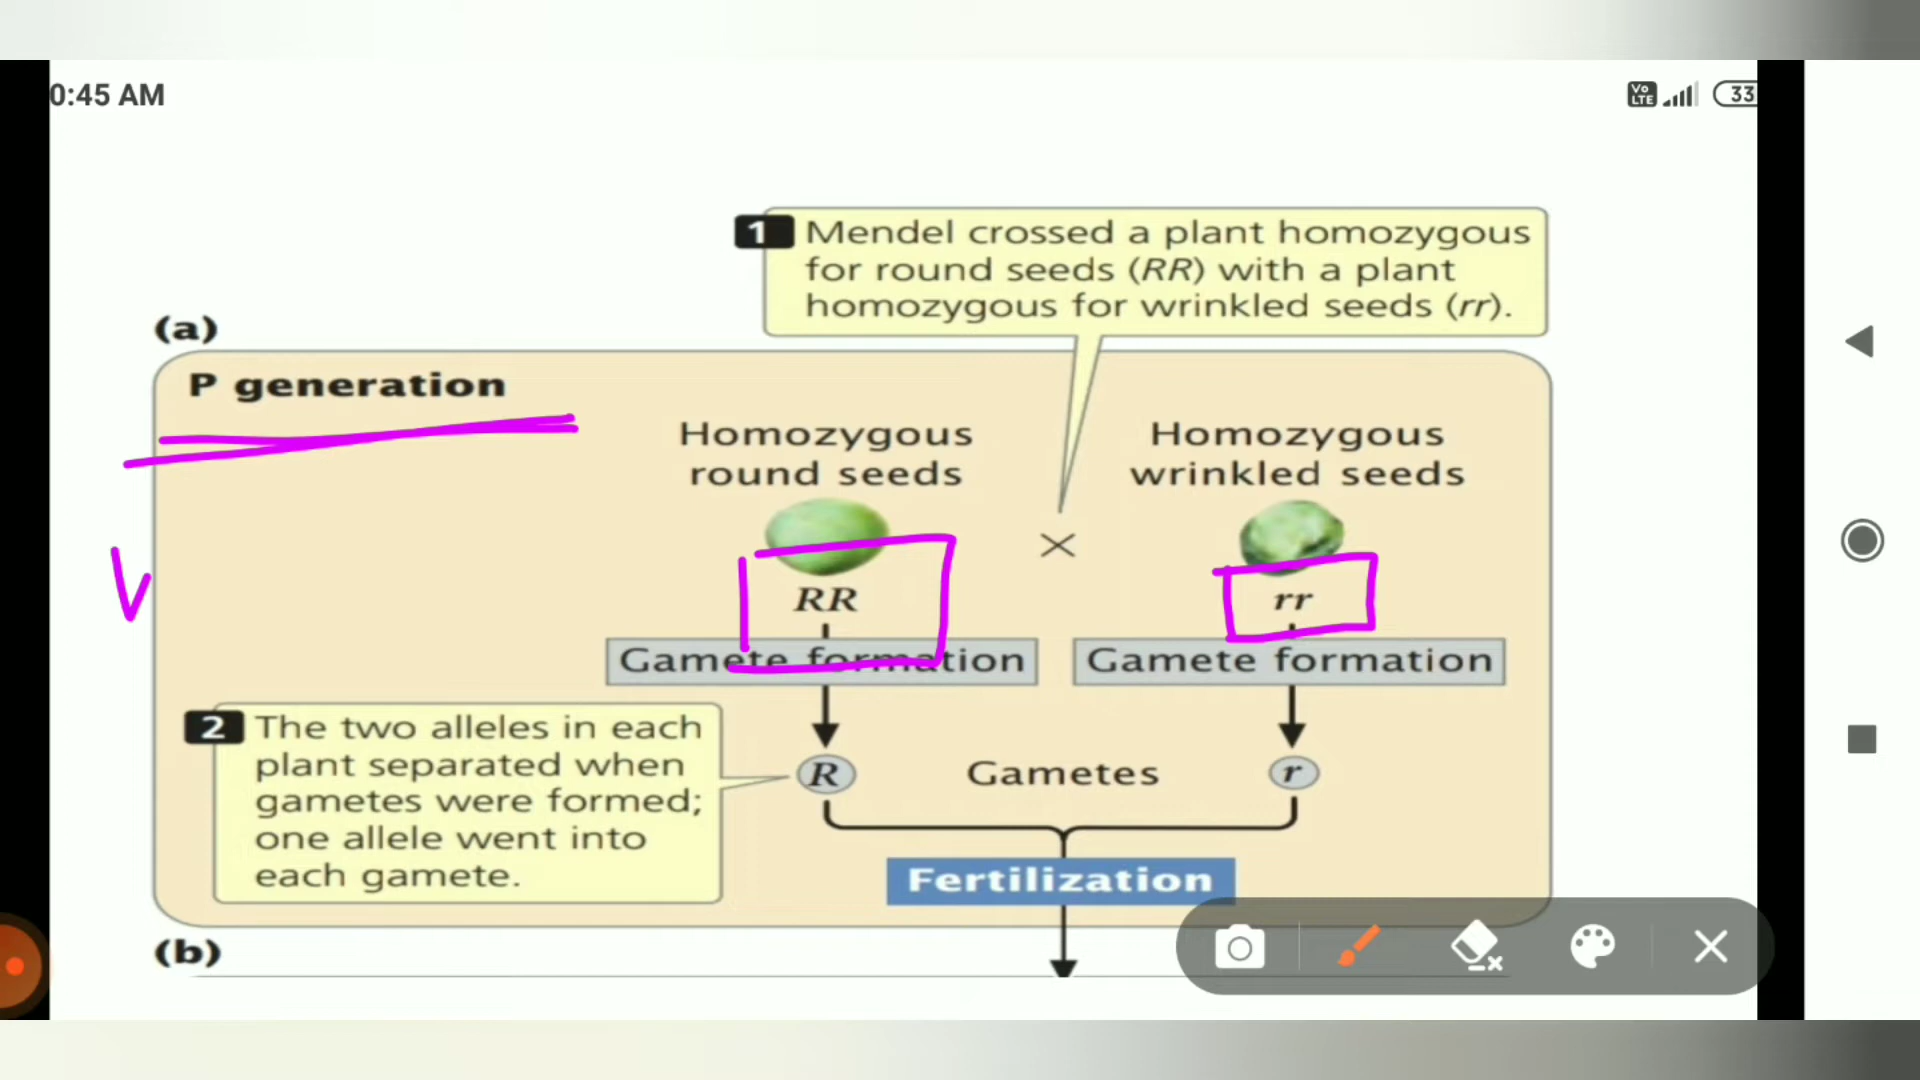 0:45 AM
Vo
LTE
33
1 Mendel crossed a plant homozygous
for round seeds (RR) with a plant
homozygous for wrinkled seeds (rr).
(a)
P generation
Homozygous
round seeds
Homozygous
wrinkled seeds
×
RR
rr
Gamete formation
Gamete formation
2 The two alleles in each
plant separated when
gametes were formed;
one allele went into
each gamete.
R
Gametes
r
Fertilization
(b)